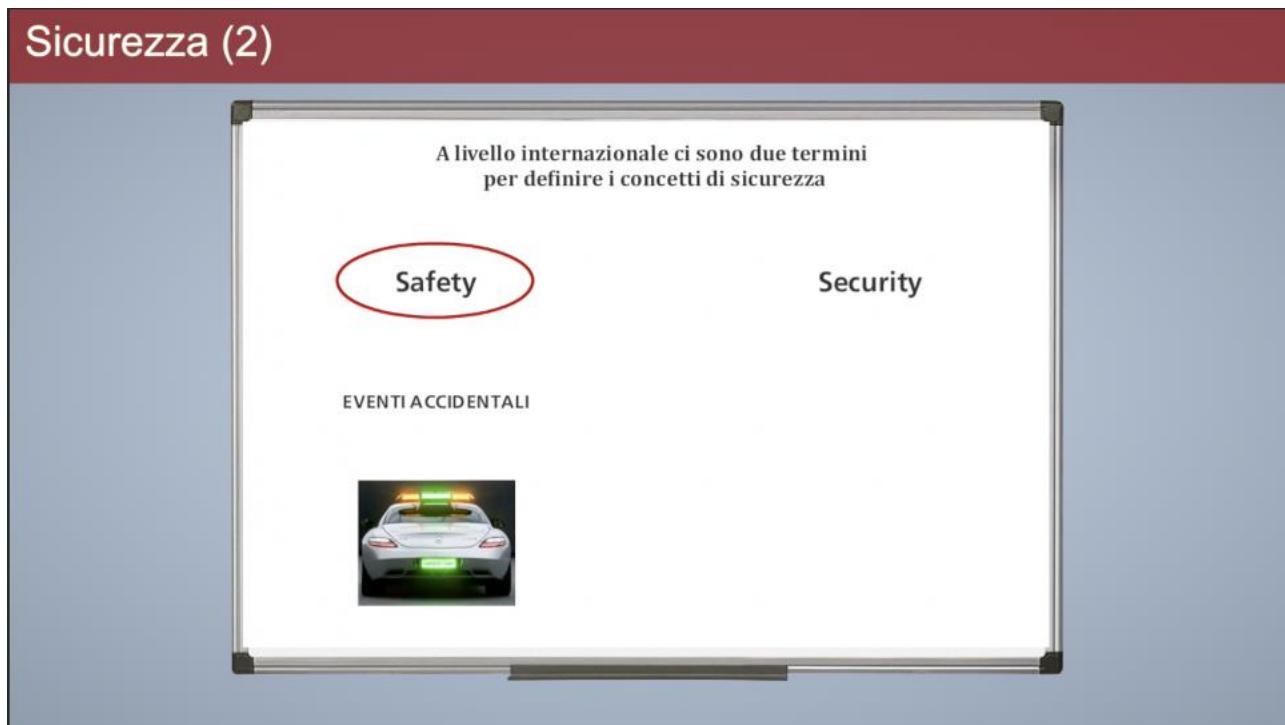 Sicurezza (2)
A livello internazionale ci sono due termini
per definire i concetti di sicurezza
Safety
Security
EVENTI ACCIDENTALI